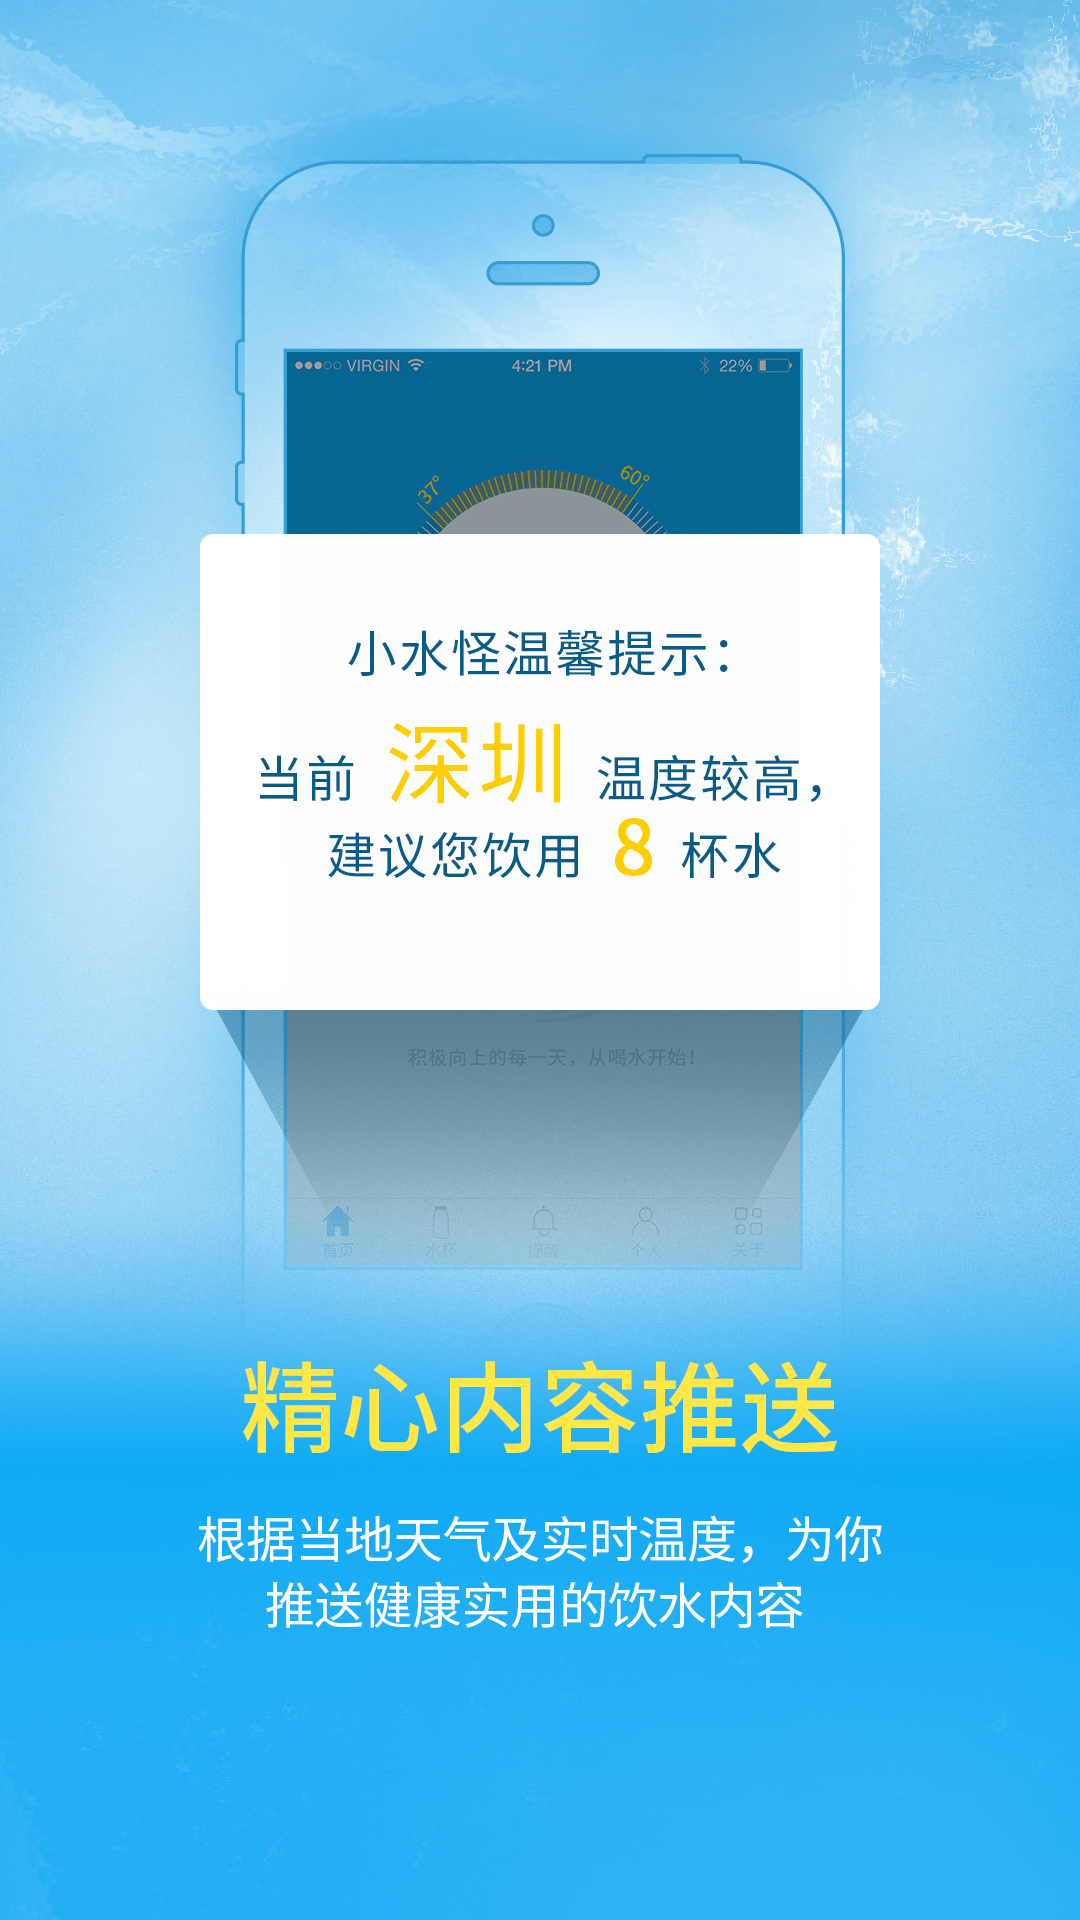 VIRGIN 4:21 PM 22%
37° 60°
小水怪温馨提示：
当前 深圳 温度较高，
建议您饮用 8 杯水
积极向上的每一天，从喝水开始！
首页 水杯 提醒 个人 关于
精心内容推送
根据当地天气及实时温度，为你
推送健康实用的饮水内容